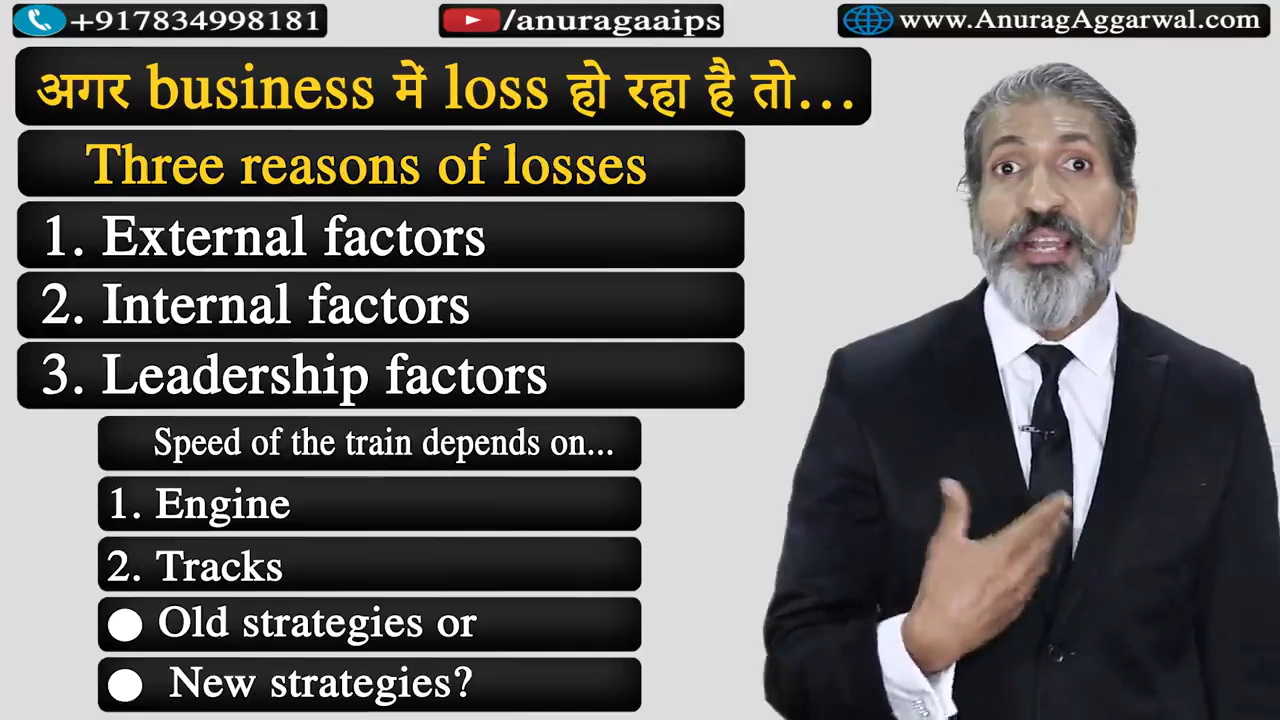 +917834998181
/anuragaaips
www.AnuragAggarwal.com
अगर business में loss हो रहा है तो...
Three reasons of losses
1. External factors
2. Internal factors
3. Leadership factors
Speed of the train depends on...
1. Engine
2. Tracks
● Old strategies or
● New strategies?